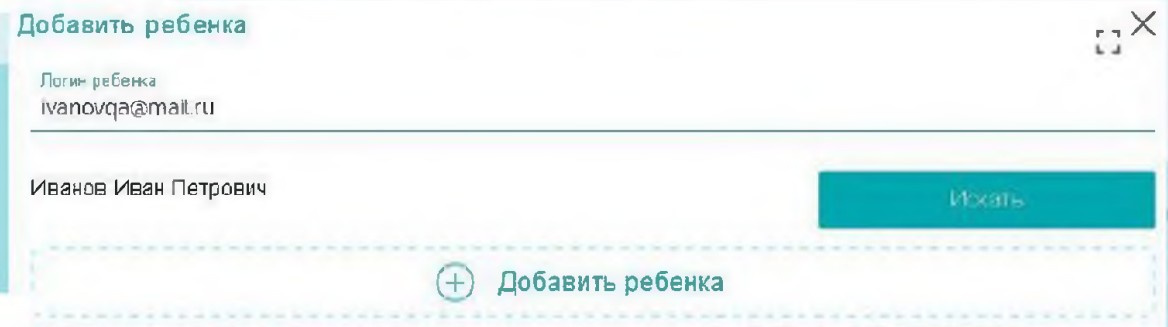 Добавить ребенка
Логин ребенка
ivanovqa@mail.ru
Иванов Иван Петрович
Искать
Добавить ребенка